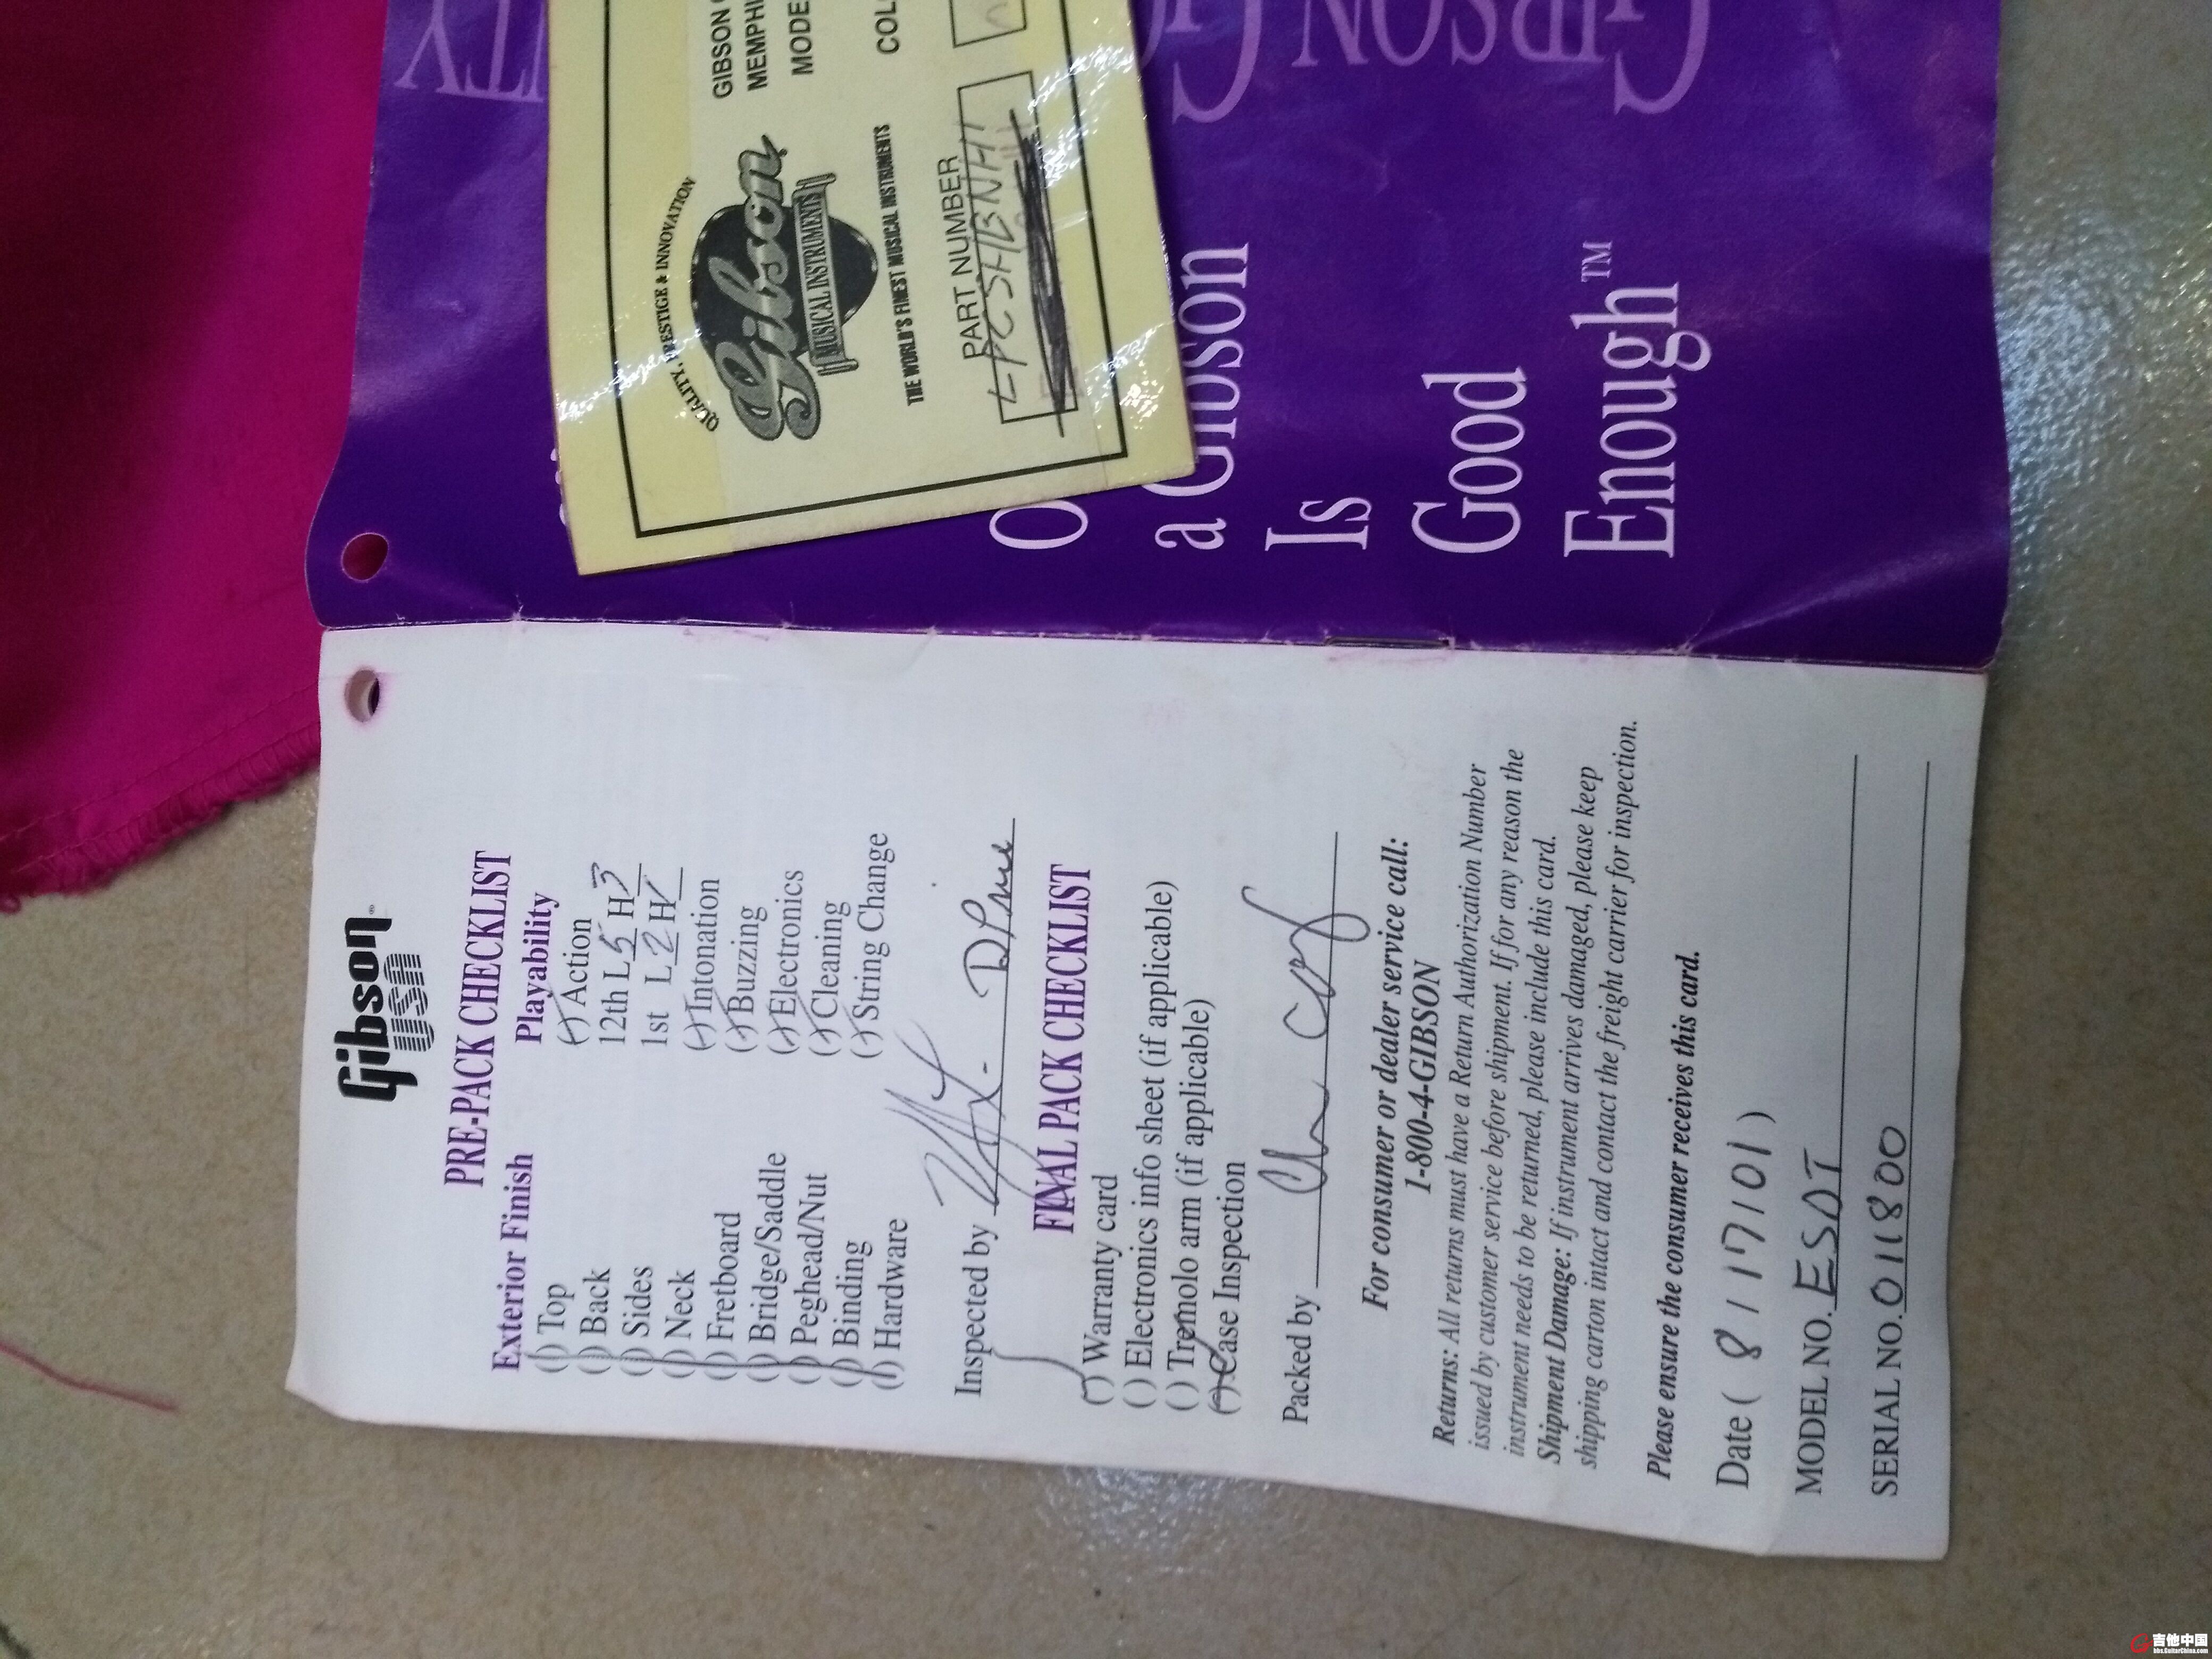 Gibson
USA
PRE-PACK CHECKLIST
Exterior Finish
( ) Top
( ) Back
( ) Sides
( ) Neck
( ) Fretboard
( ) Bridge/Saddle
( ) Peghead/Nut
( ) Binding
( ) Hardware
Playability
( ) Action
12th L 5 H 3
1st L 2 H
( ) Intonation
( ) Buzzing
( ) Electronics
( ) Cleaning
( ) String Change
Inspected by
FINAL PACK CHECKLIST
( ) Warranty card
( ) Electronics info sheet (if applicable)
( ) Tremolo arm (if applicable)
( ) Case Inspection
Packed by
For consumer or dealer service call:
1-800-4-GIBSON
Returns: All returns must have a Return Authorization Number
issued by customer service before shipment. If for any reason the
instrument needs to be returned, please include this card.
Shipment Damage: If instrument arrives damaged, please keep
shipping carton intact and contact the freight carrier for inspection.
Please ensure the consumer receives this card.
Date ( 8/17/01 )
MODEL NO. ESDT
SERIAL NO. 011800
QUALITY, PRESTIGE & INNOVATION
Gibson
MUSICAL INSTRUMENTS
THE WORLD'S FINEST MUSICAL INSTRUMENTS
GIBSON
MEMPHI
MODE
COL
PART NUMBER
a Gibson
Is
Good
Enough™
吉他中国
bbs.GuitarChina.com